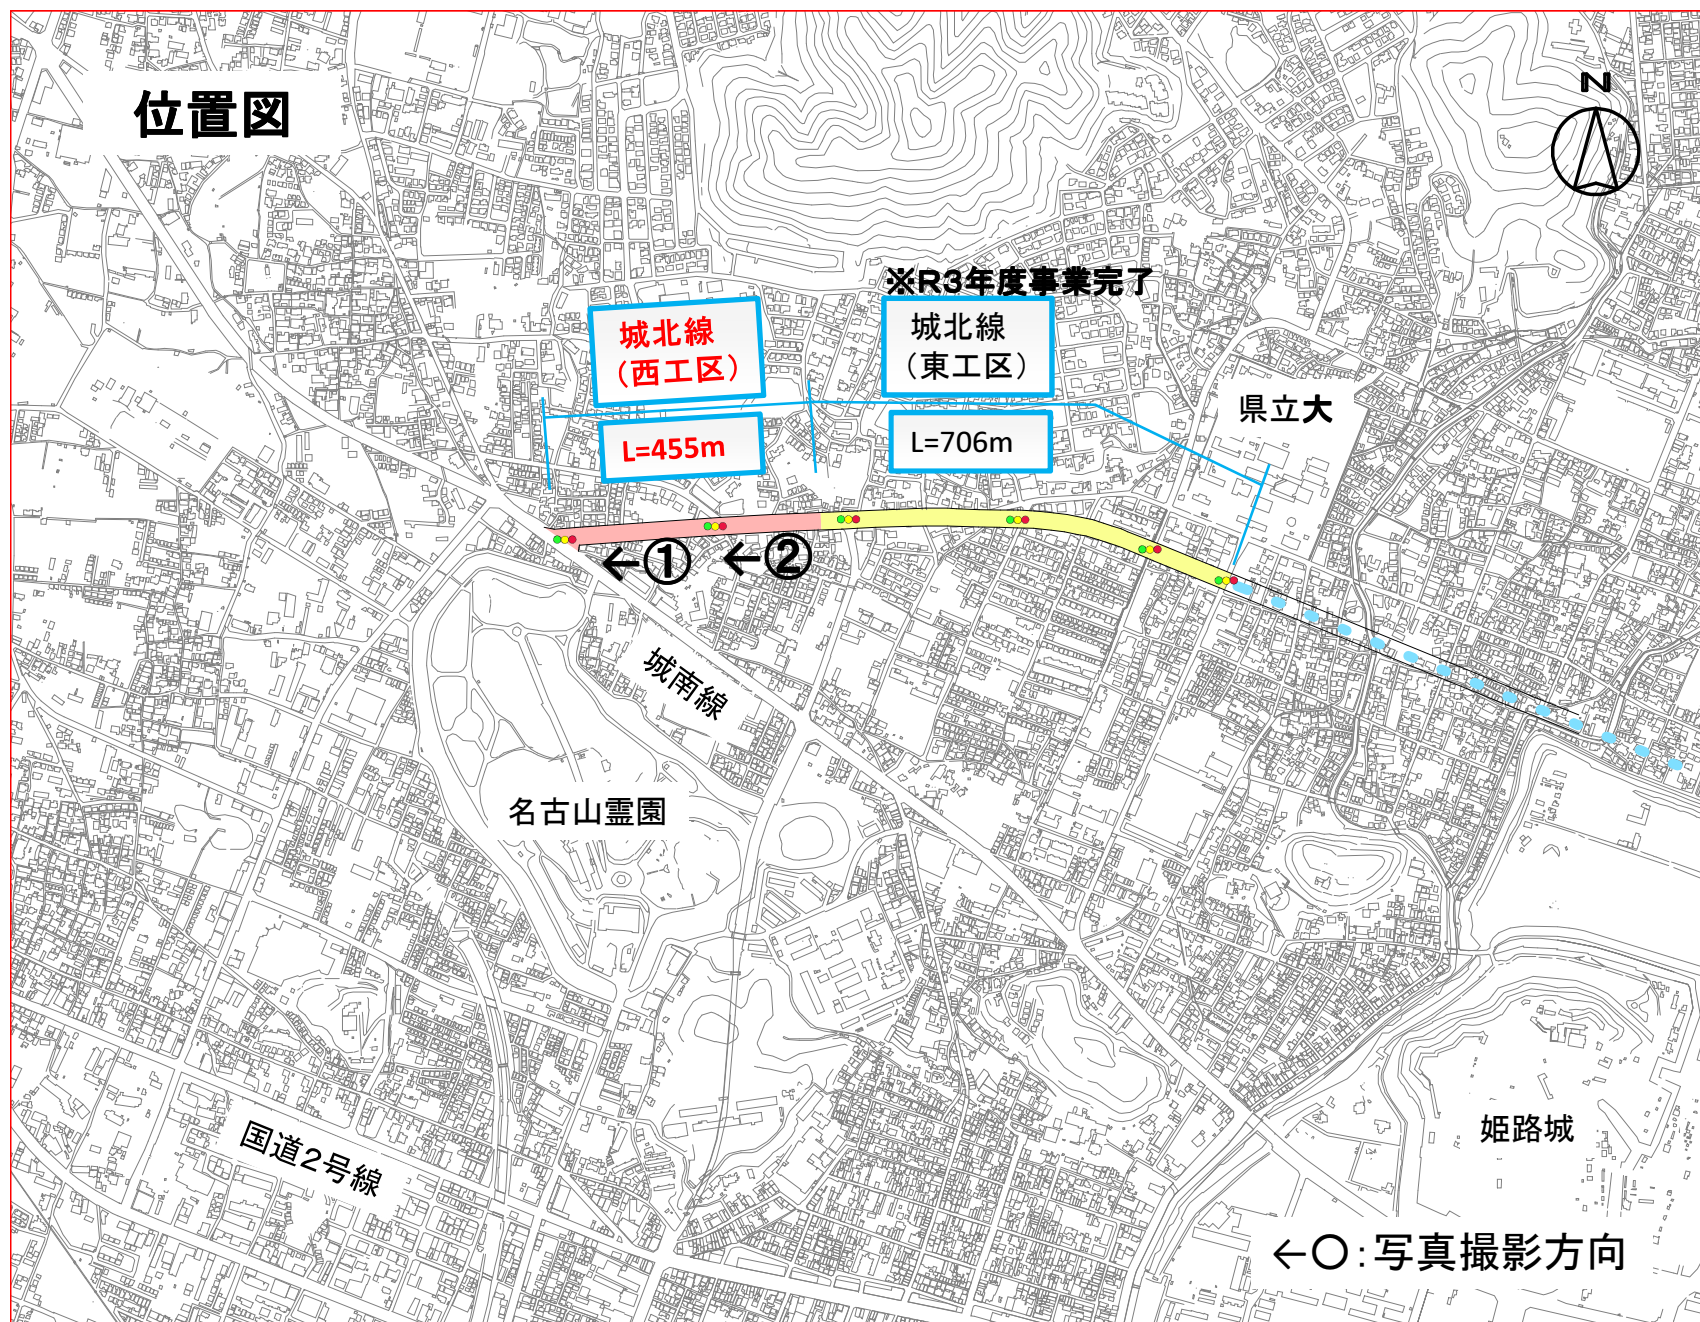 位置図
N
※R3年度事業完了
城北線
（西工区）
L=455m
城北線
（東工区）
L=706m
県立大
←①
←②
城南線
名古山霊園
国道2号線
姫路城
←○：写真撮影方向